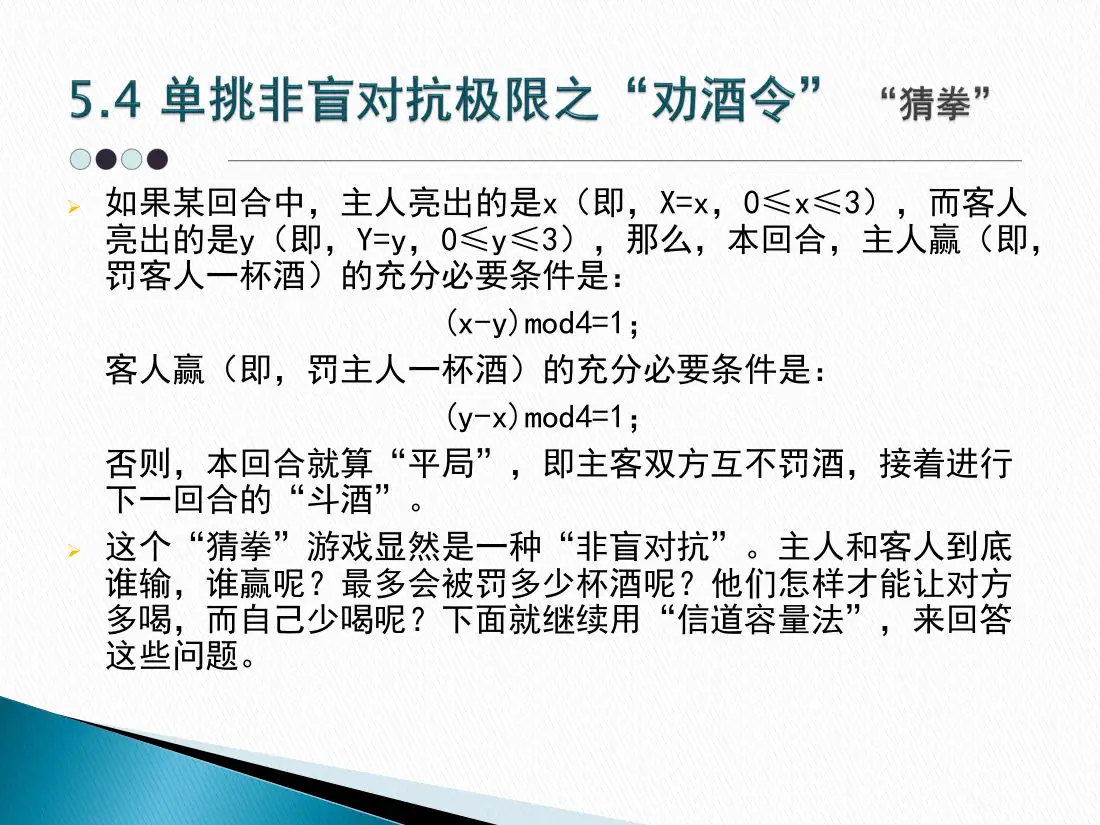 5.4 单挑非盲对抗极限之“劝酒令” “猜拳”
如果某回合中，主人亮出的是x（即，X=x，0≤x≤3），而客人
亮出的是y（即，Y=y，0≤y≤3），那么，本回合，主人赢（即，
罚客人一杯酒）的充分必要条件是：
(x-y)mod4=1；
客人赢（即，罚主人一杯酒）的充分必要条件是：
(y-x)mod4=1；
否则，本回合就算“平局”，即主客双方互不罚酒，接着进行
下一回合的“斗酒”。
这个“猜拳”游戏显然是一种“非盲对抗”。主人和客人到底
谁输，谁赢呢？最多会被罚多少杯酒呢？他们怎样才能让对方
多喝，而自己少喝呢？下面就继续用“信道容量法”，来回答
这些问题。